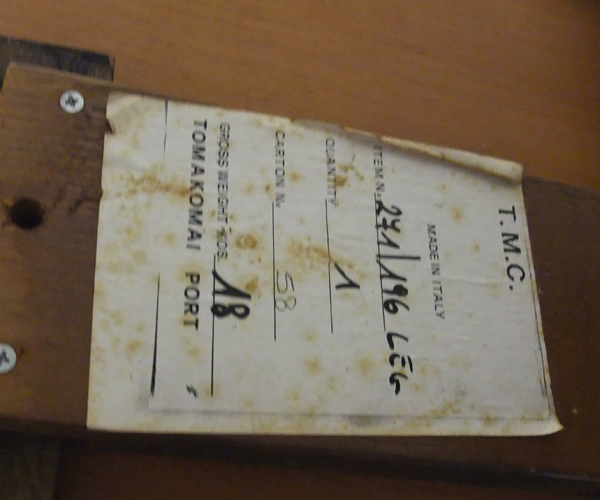 T.M.C.
MADE IN ITALY
ITEM N. 271/196 LEG
QUANTITY 1
CARTON N. 58
GROSS WEIGHT KGS. 18
TOMAKOMAI PORT